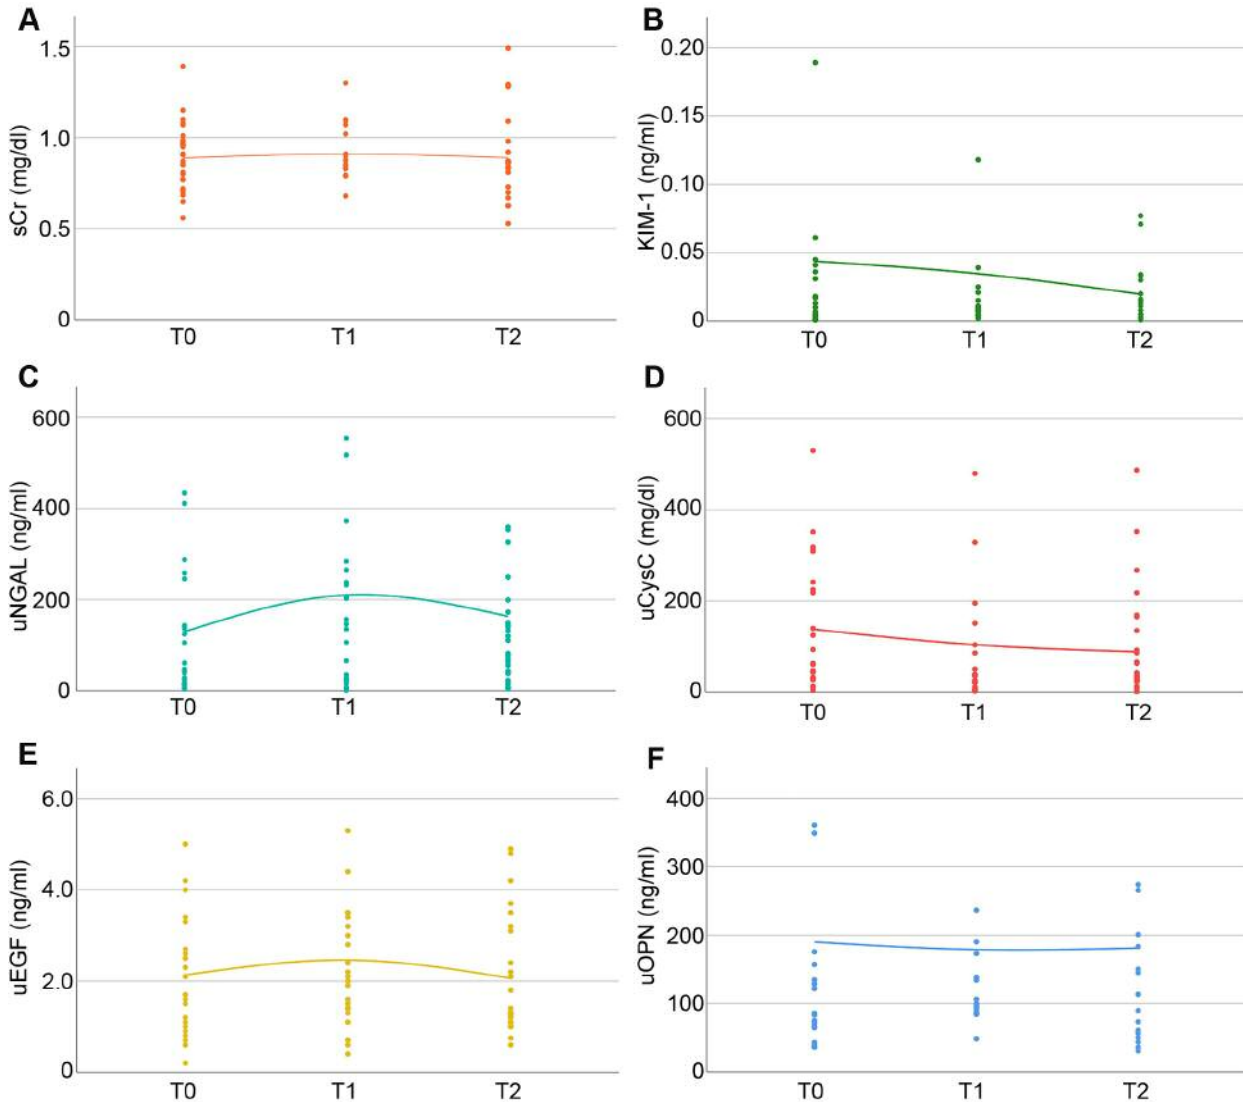 A
sCr (mg/dl)
1.5
1.0
0.5
0
T0 T1 T2
B
KIM-1 (ng/ml)
0.20
0.15
0.10
0.05
0
T0 T1 T2
C
uNGAL (ng/ml)
600
400
200
0
T0 T1 T2
D
uCysC (mg/dl)
600
400
200
0
T0 T1 T2
E
uEGF (ng/ml)
6.0
4.0
2.0
0
T0 T1 T2
F
uOPN (ng/ml)
400
300
200
100
0
T0 T1 T2